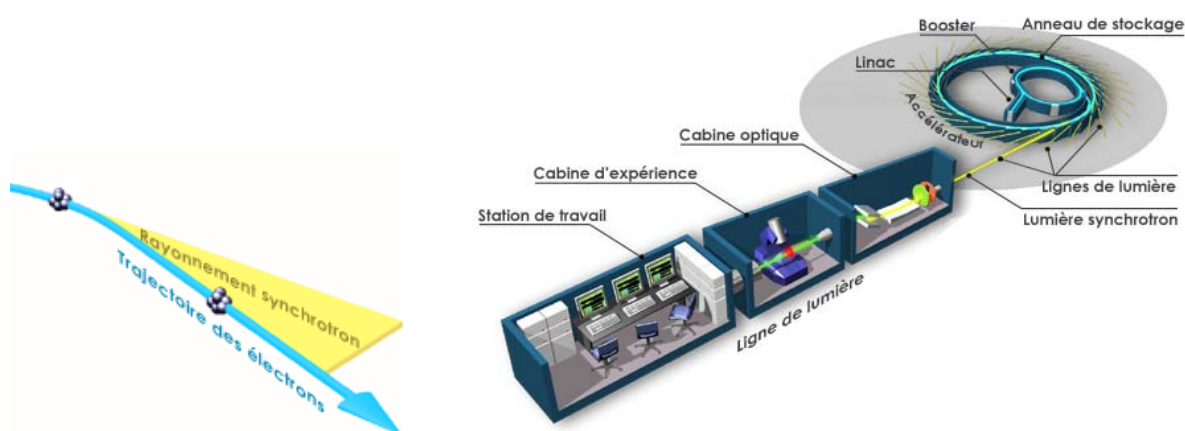 Rayonnement synchrotron
Trajectoire des électrons
Booster
Anneau de stockage
Linac
Accélérateur
Cabine optique
Cabine d'expérience
Lignes de lumière
Station de travail
Lumière synchrotron
Ligne de lumière